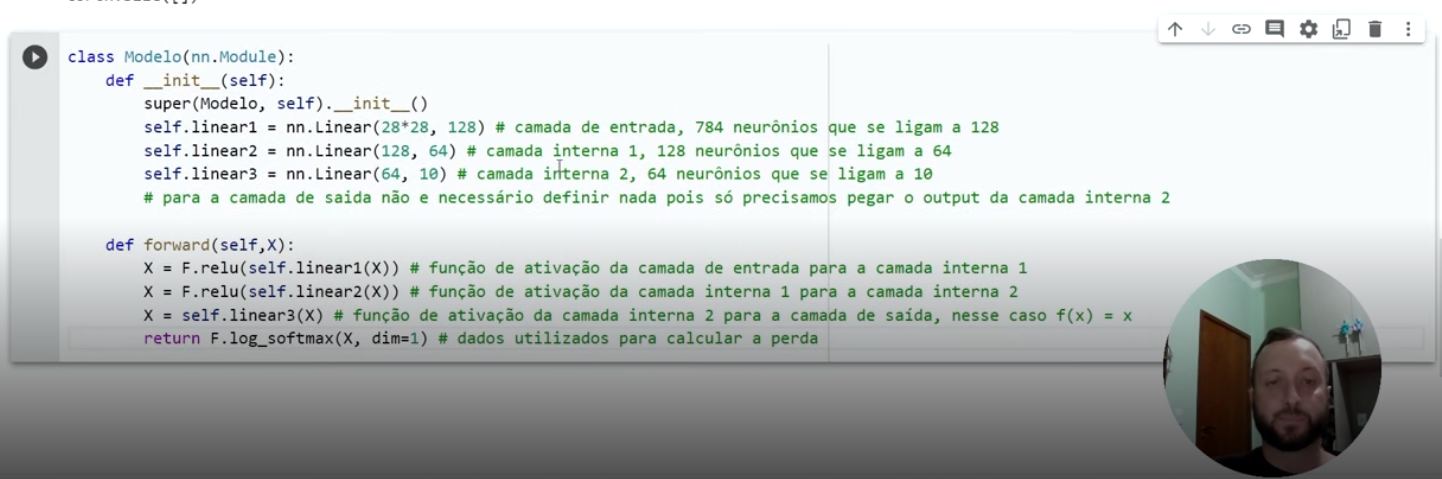 class Modelo(nn.Module):
def __init__(self):
super(Modelo, self).__init__()
self.linear1 = nn.Linear(28*28, 128) # camada de entrada, 784 neurônios que se ligam a 128
self.linear2 = nn.Linear(128, 64) # camada interna 1, 128 neurônios que se ligam a 64
self.linear3 = nn.Linear(64, 10) # camada interna 2, 64 neurônios que se ligam a 10
# para a camada de saida não e necessário definir nada pois só precisamos pegar o output da camada interna 2
def forward(self,X):
X = F.relu(self.linear1(X)) # função de ativação da camada de entrada para a camada interna 1
X = F.relu(self.linear2(X)) # função de ativação da camada interna 1 para a camada interna 2
X = self.linear3(X) # função de ativação da camada interna 2 para a camada de saída, nesse caso f(x) = x
return F.log_softmax(X, dim=1) # dados utilizados para calcular a perda